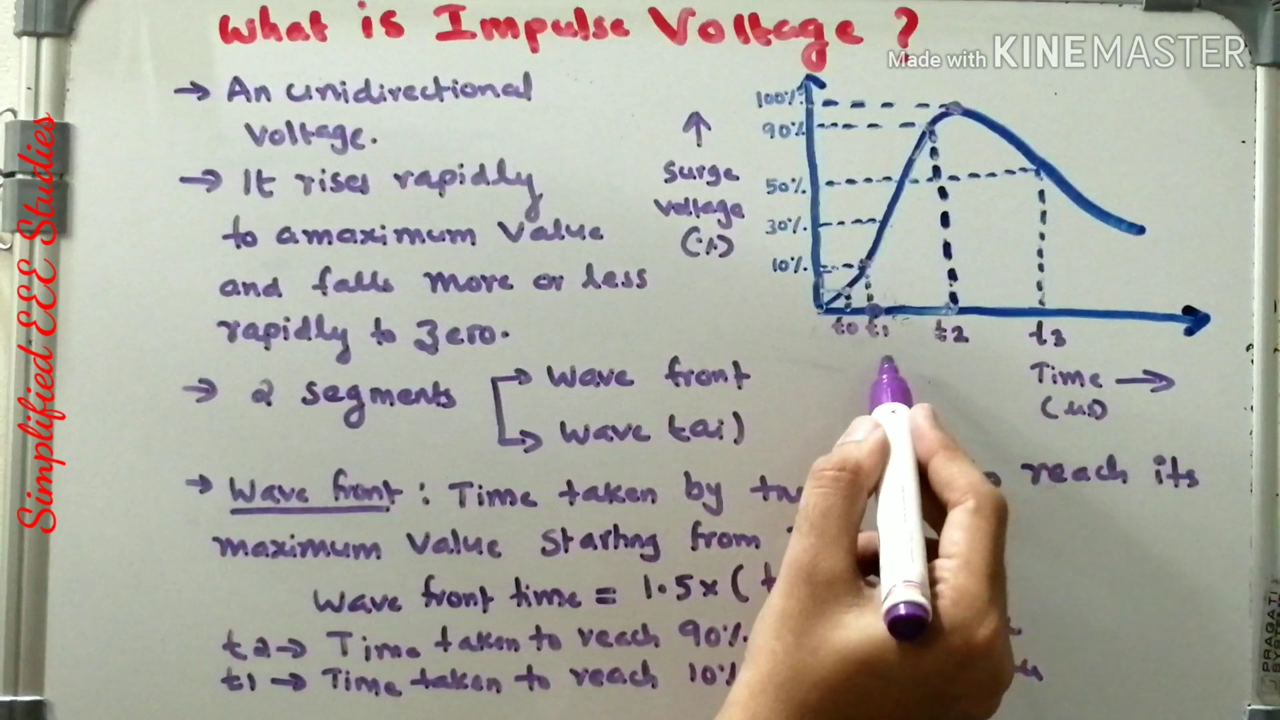 What is Impulse Voltage ?
Made with KINEMASTER
Simplified EEE Studies
→ An unidirectional
voltage.
→ It rises rapidly
to a maximum value
and falls more or less
rapidly to Zero.
→ 2 segments
→ Wave front
→ Wave tail
→ Wave front : Time taken by
reach its
maximum value starting from
Wave front time = 1.5x ( t
t2 → Time taken to reach 90%
t1 → Time taken to reach 10%
↑
Surge
voltage
(%)
100%
90%
50%
30%
10%
t0 t1 t2 t3
Time →
(us)
PRAGATI